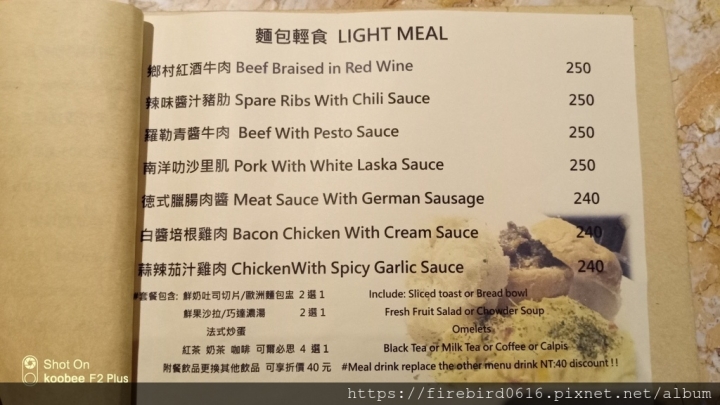 麵包輕食 LIGHT MEAL
鄉村紅酒牛肉 Beef Braised in Red Wine 250
辣味醬汁豬肋 Spare Ribs With Chili Sauce 250
羅勒青醬牛肉 Beef With Pesto Sauce 250
南洋叻沙里肌 Pork With White Laska Sauce 250
德式臘腸肉醬 Meat Sauce With German Sausage 240
白醬培根雞肉 Bacon Chicken With Cream Sauce 240
蒜辣茄汁雞肉 ChickenWith Spicy Garlic Sauce 240
#套餐包含: 鮮奶吐司切片/歐洲麵包盅 2 選 1 Include: Sliced toast or Bread bowl
鮮果沙拉/巧達濃湯 2 選 1 Fresh Fruit Salad or Chowder Soup
法式炒蛋 Omelets
紅茶 奶茶 咖啡 可爾必思 4 選 1 Black Tea or Milk Tea or Coffee or Calpis
附餐飲品更換其他飲品 可享折價 40 元 #Meal drink replace the other menu drink NT:40 discount!!
Shot On
koobee F2 Plus
https://firebird0616.pixnet.net/album